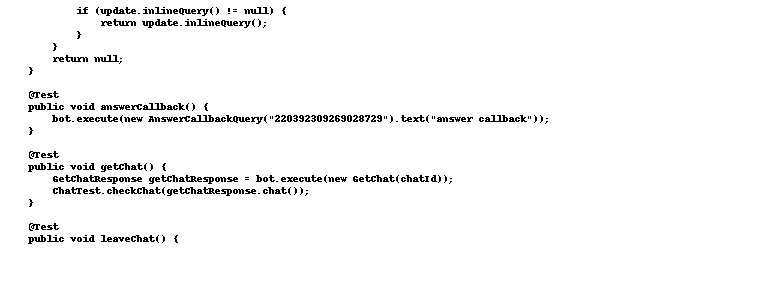 if (update.inlineQuery() != null) {
return update.inlineQuery();
}
}
return null;
}
@Test
public void answerCallback() {
bot.execute(new AnswerCallbackQuery("220392309269028729").text("answer callback"));
}
@Test
public void getChat() {
GetChatResponse getChatResponse = bot.execute(new GetChat(chatId));
ChatTest.checkChat(getChatResponse.chat());
}
@Test
public void leaveChat() {